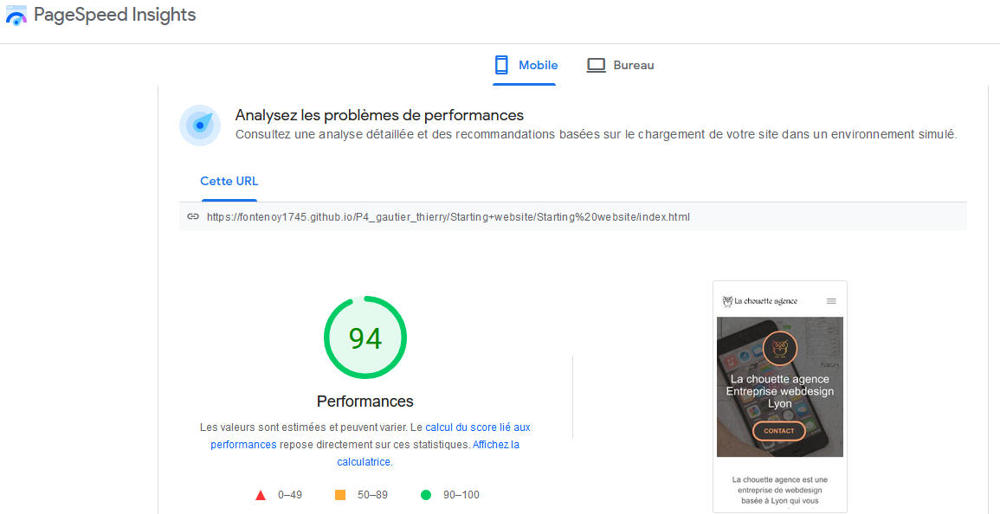 PageSpeed Insights
Mobile
Bureau
Analysez les problèmes de performances
Consultez une analyse détaillée et des recommandations basées sur le chargement de votre site dans un environnement simulé.
Cette URL
https://fontenoy1745.github.io/P4_gautier_thierry/Starting+website/Starting%20website/index.html
94
Performances
Les valeurs sont estimées et peuvent varier. Le calcul du score lié aux
performances repose directement sur ces statistiques. Affichez la
calculatrice.
0–49
50–89
90–100
La chouette agence
La chouette agence
Entreprise webdesign
Lyon
CONTACT
La chouette agence est une
entreprise de webdesign
basée à Lyon qui vous